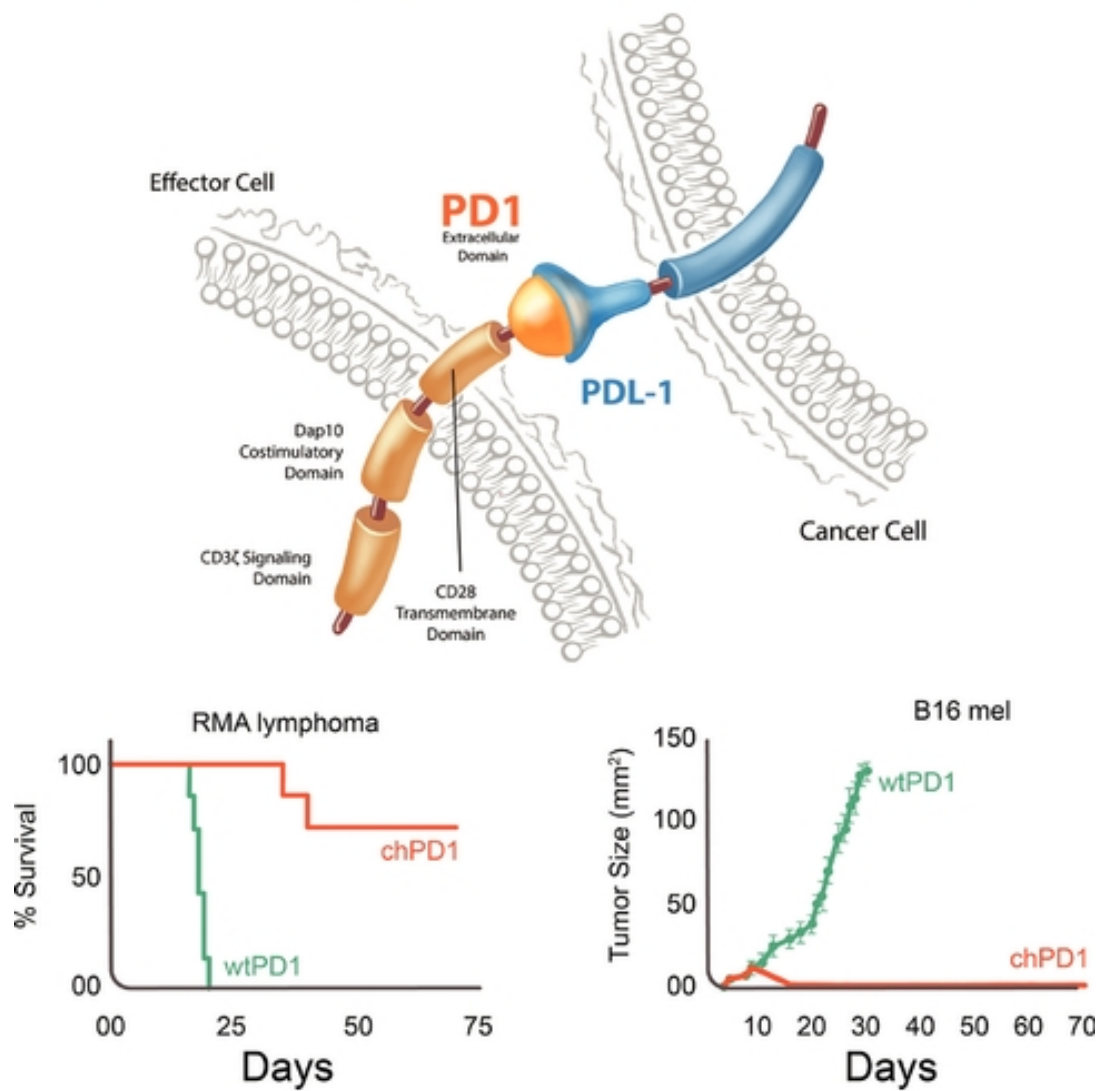 Effector Cell
PD1
Extracellular
Domain
PDL-1
Dap10
Costimulatory
Domain
Cancer Cell
CD3ζ Signaling
Domain
CD28
Transmembrane
Domain
RMA lymphoma
% Survival
100
50
00
chPD1
wtPD1
00 25 50 75
Days
B16 mel
Tumor Size (mm²)
150
100
50
00
wtPD1
chPD1
10 20 30 40 50 60 70
Days